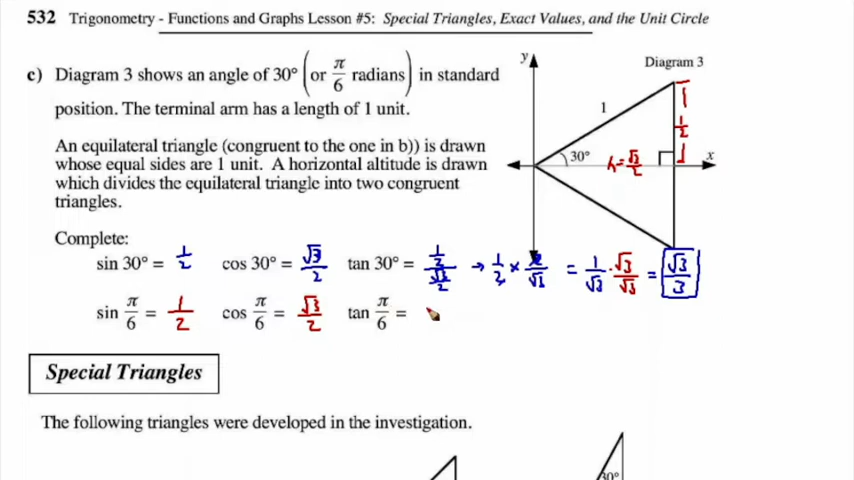 532 Trigonometry - Functions and Graphs Lesson #5: Special Triangles, Exact Values, and the Unit Circle
c) Diagram 3 shows an angle of 30° (or π/6 radians) in standard
position. The terminal arm has a length of 1 unit.
An equilateral triangle (congruent to the one in b)) is drawn
whose equal sides are 1 unit. A horizontal altitude is drawn
which divides the equilateral triangle into two congruent
triangles.
Diagram 3
y
1
1/2
30°
h=√3/2
x
Complete:
sin 30° = 1/2 cos 30° = √3/2 tan 30° = (1/2)/(√3/2) → 1/2 × 2/√3 = 1/√3 · √3/√3 = √3/3
sin π/6 = 1/2 cos π/6 = √3/2 tan π/6 =
Special Triangles
The following triangles were developed in the investigation.
30°